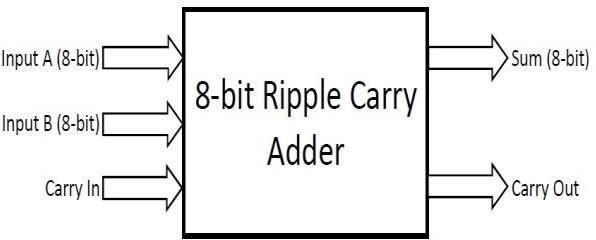 Input A (8-bit)
Input B (8-bit)
Carry In
8-bit Ripple Carry
Adder
Sum (8-bit)
Carry Out